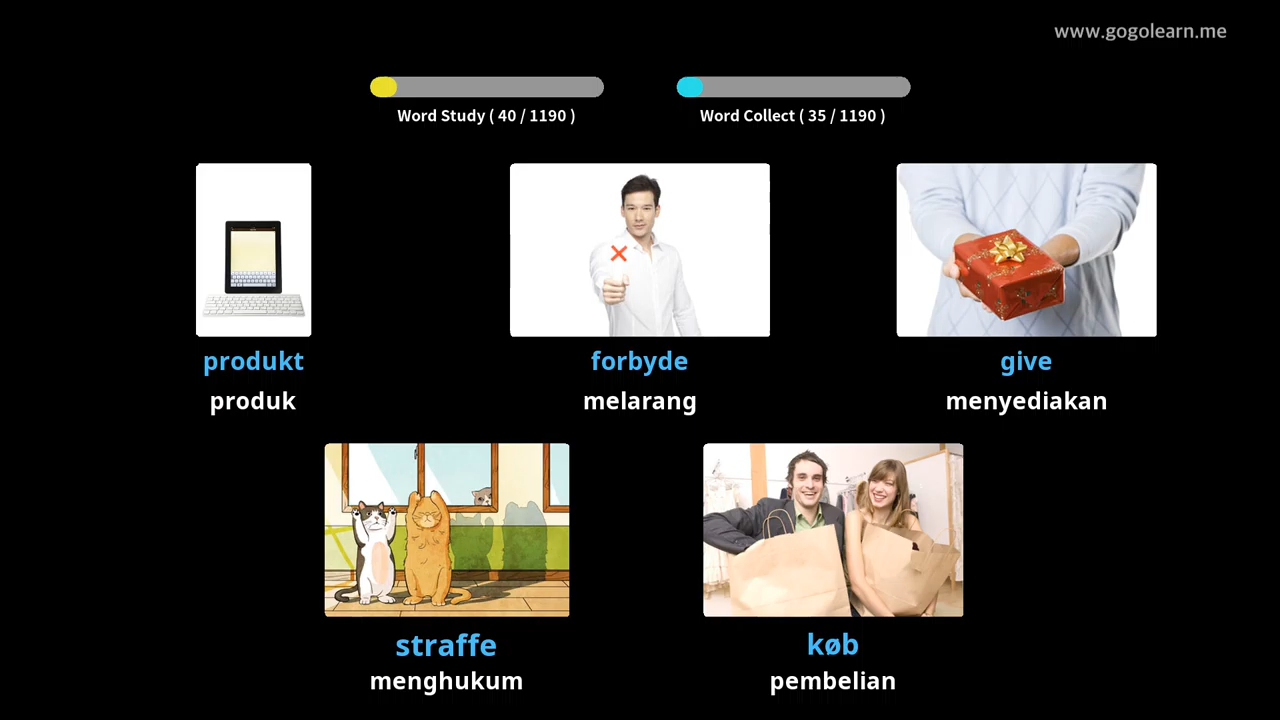 www.gogolearn.me
Word Study ( 40 / 1190 )
Word Collect ( 35 / 1190 )
produkt
produk
forbyde
melarang
give
menyediakan
straffe
menghukum
køb
pembelian